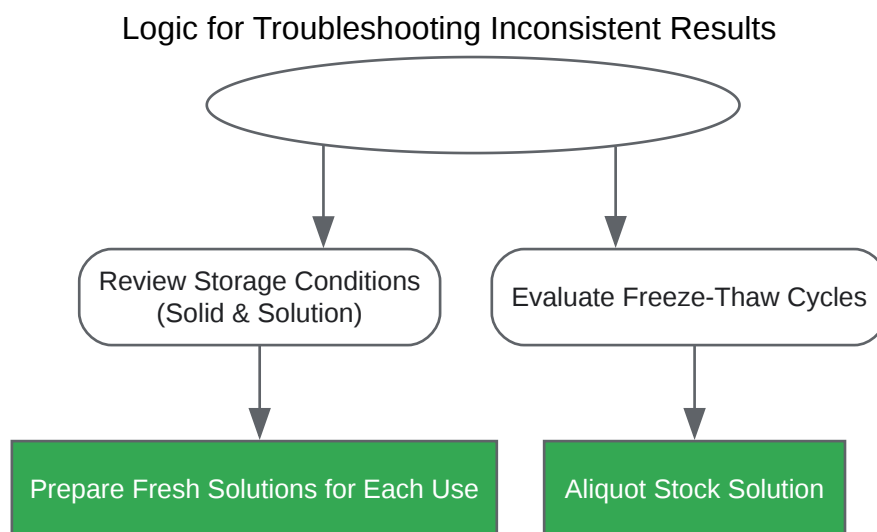 Logic for Troubleshooting Inconsistent Results
Review Storage Conditions
(Solid & Solution)
Evaluate Freeze-Thaw Cycles
Prepare Fresh Solutions for Each Use
Aliquot Stock Solution